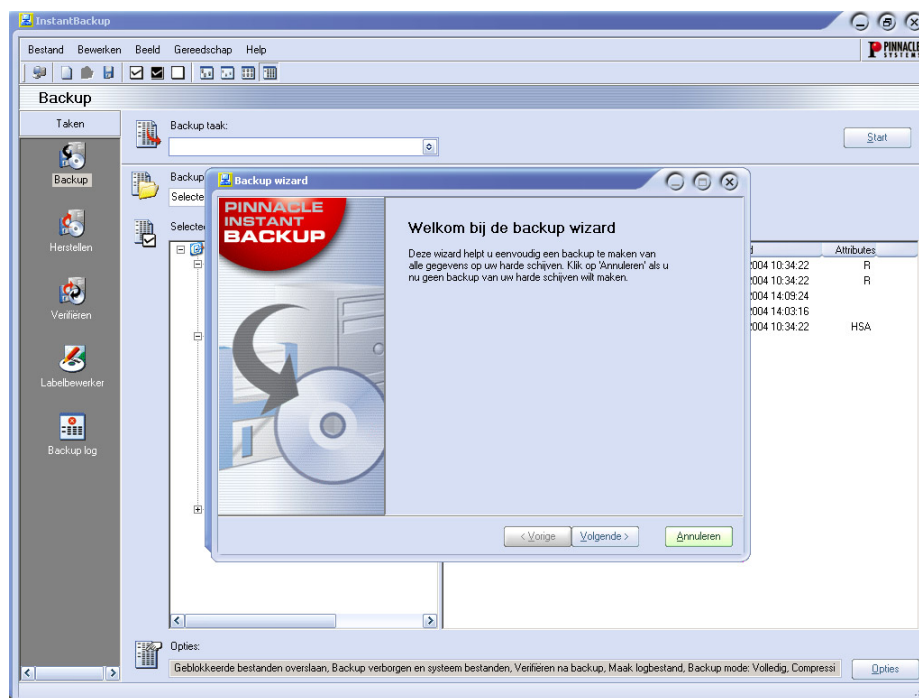 InstantBackup
Bestand Bewerken Beeld Gereedschap Help
PINNACLE
SYSTEMS
Backup
Taken
Backup
Herstellen
Verifiëren
Labelbewerker
Backup log
Backup taak:
Start
Backup
Selecte
Selectee
Attributes
2004 10:34:22 R
2004 10:34:22 R
2004 14:09:24
2004 14:03:16
2004 10:34:22 HSA
Backup wizard
PINNACLE
INSTANT
BACKUP
Welkom bij de backup wizard
Deze wizard helpt u eenvoudig een backup te maken van
alle gegevens op uw harde schijven. Klik op 'Annuleren' als u
nu geen backup van uw harde schijven wilt maken.
< Vorige Volgende > Annuleren
Opties:
Geblokkeerde bestanden overslaan, Backup verborgen en systeem bestanden, Verifiëren na backup, Maak logbestand, Backup mode: Volledig, Compressi
Opties